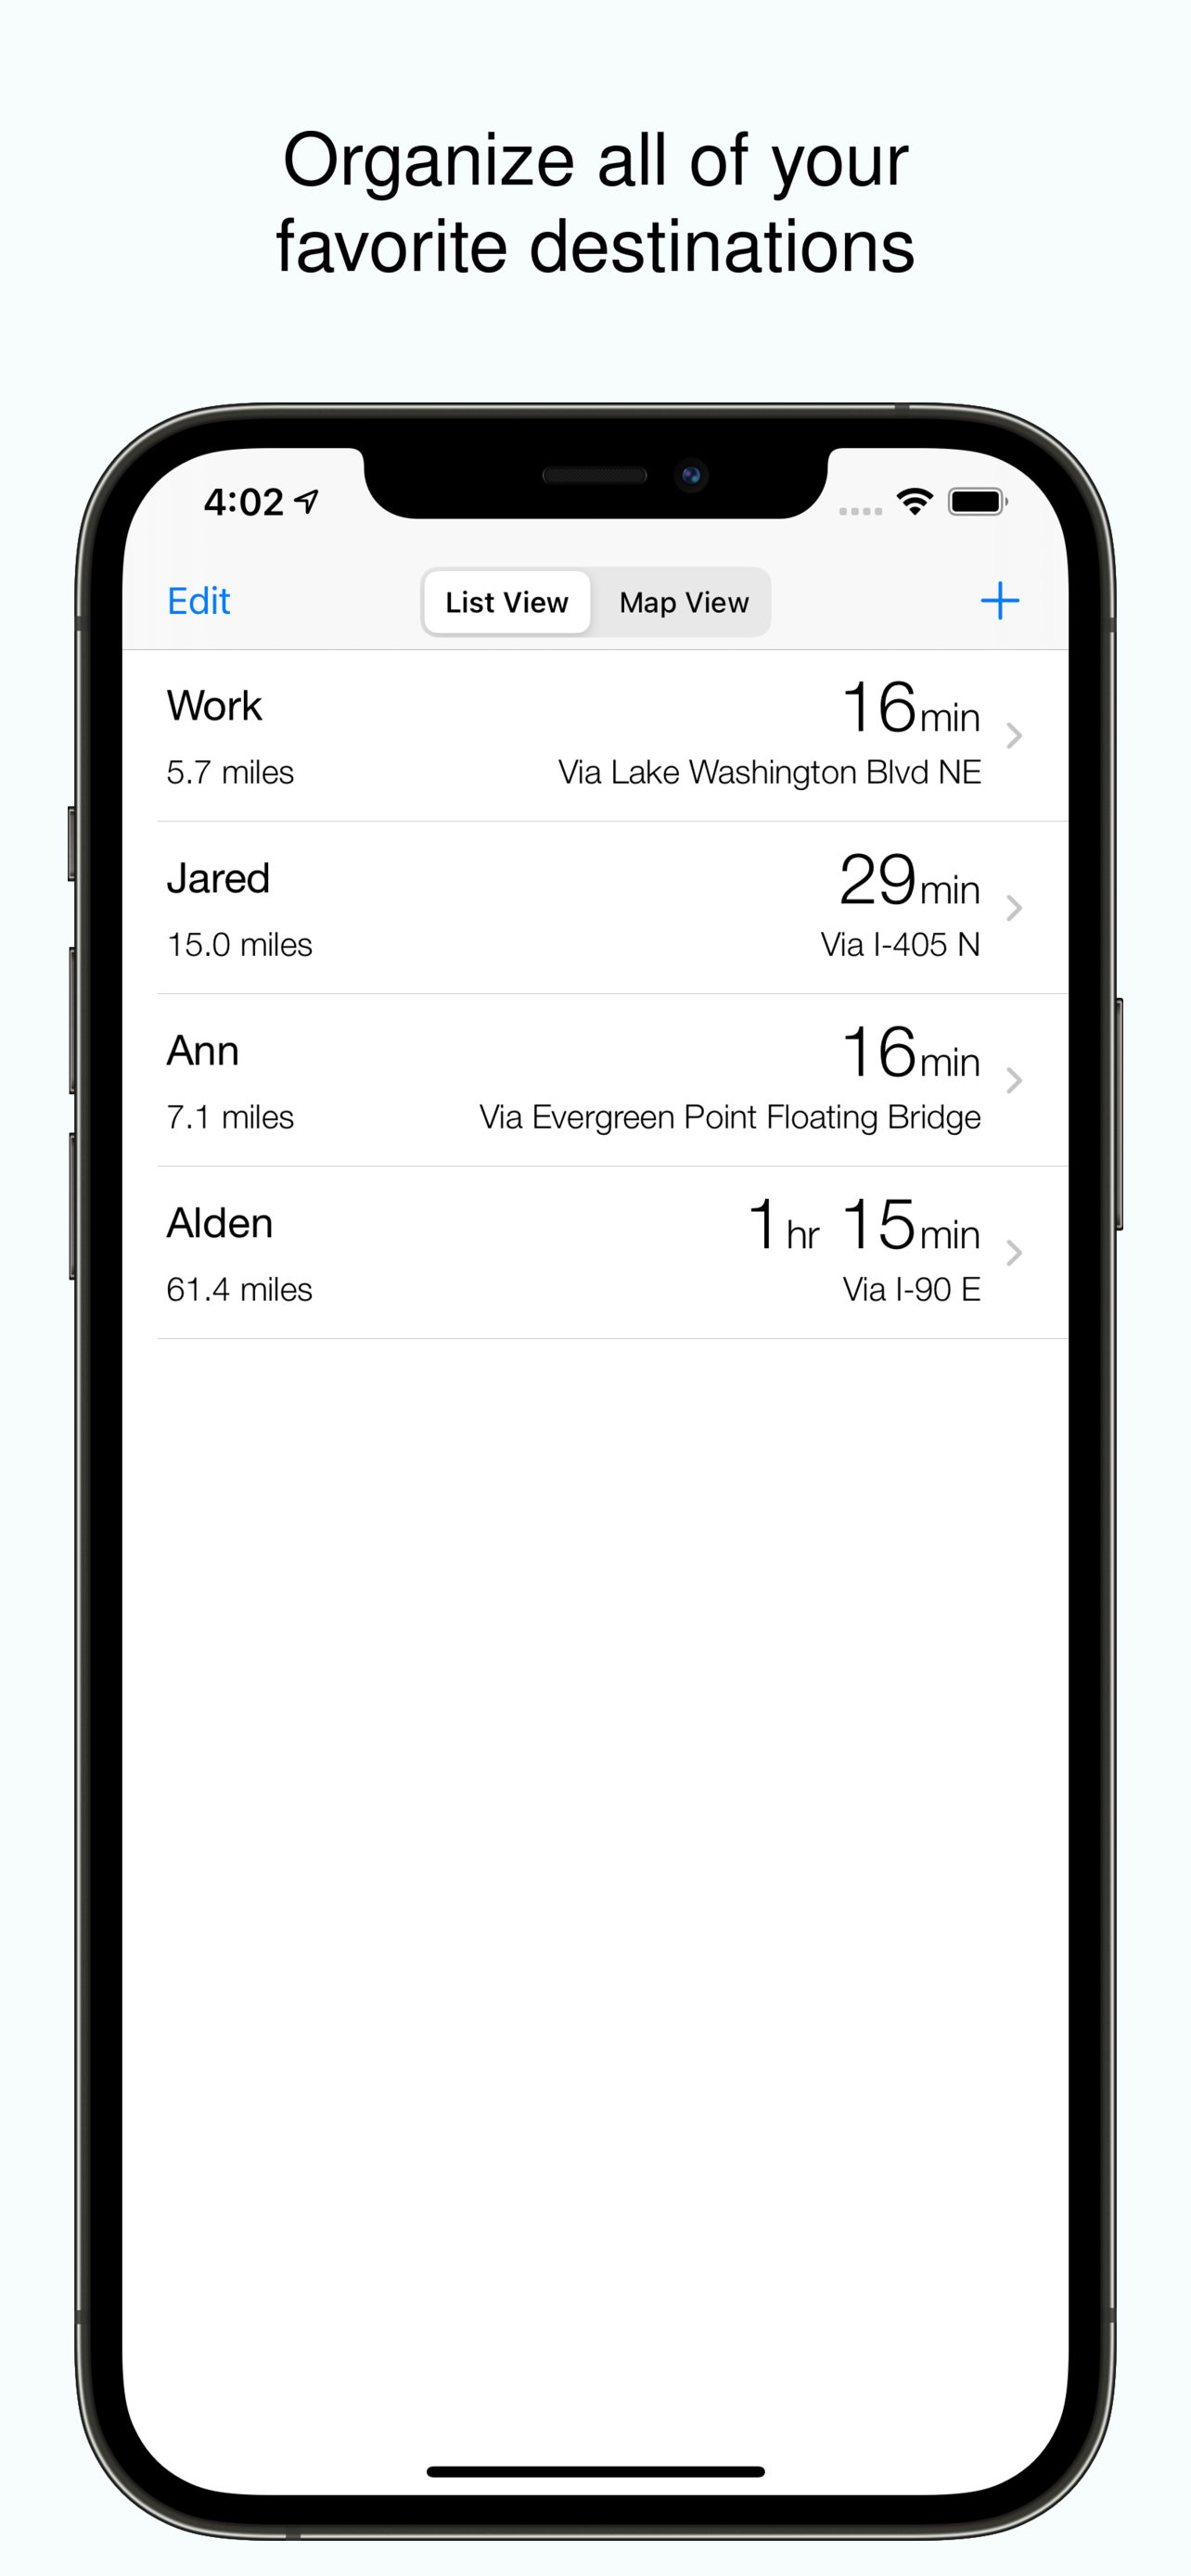 Organize all of your
favorite destinations
4:02
Edit
List View
Map View
Work
16min
5.7 miles
Via Lake Washington Blvd NE
Jared
29min
15.0 miles
Via I-405 N
Ann
16min
7.1 miles
Via Evergreen Point Floating Bridge
Alden
1hr 15min
61.4 miles
Via I-90 E